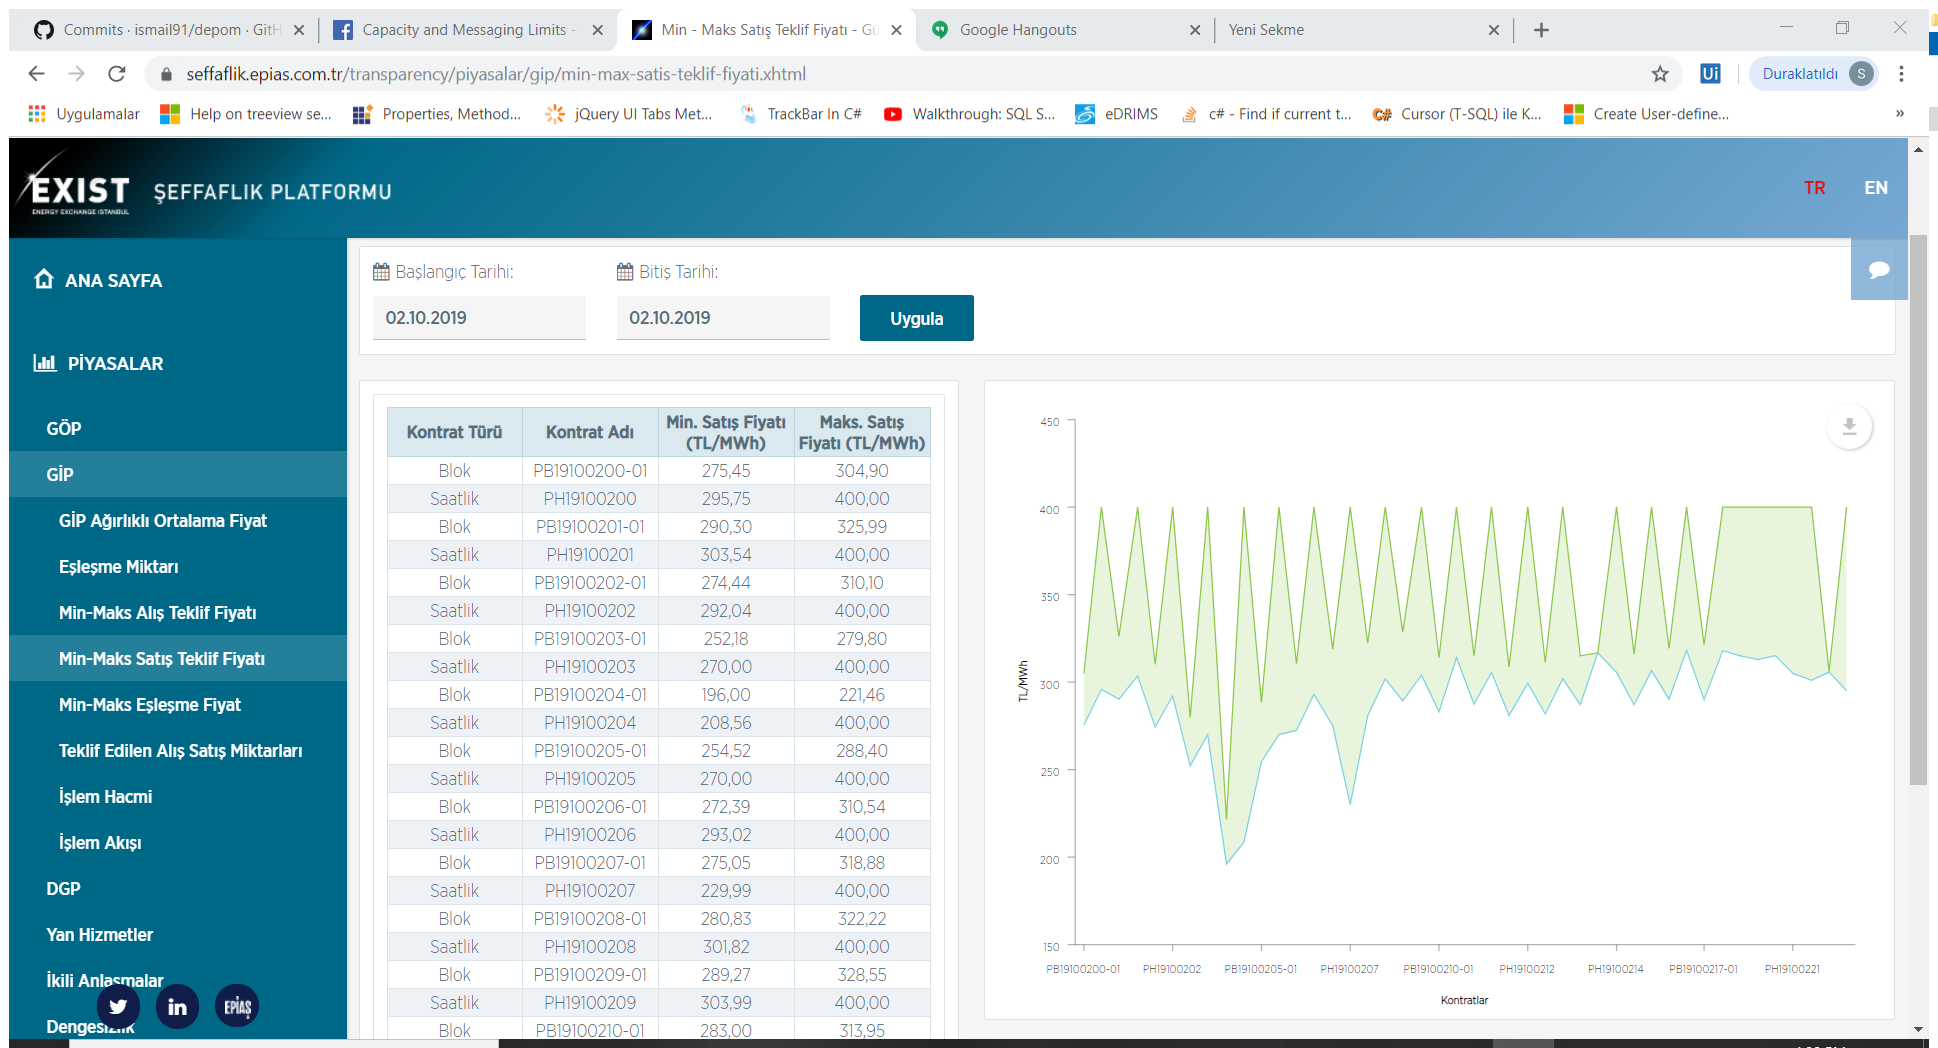 Commits · ismail91/depom · GitH
Capacity and Messaging Limits -
Min - Maks Satış Teklif Fiyatı - Gü
Google Hangouts
Yeni Sekme
seffaflik.epias.com.tr/transparency/piyasalar/gip/min-max-satis-teklif-fiyati.xhtml
Ui
Duraklatıldı
S
Uygulamalar
Help on treeview se...
Properties, Method...
jQuery UI Tabs Met...
TrackBar In C#
Walkthrough: SQL S...
eDRIMS
c# - Find if current t...
Cursor (T-SQL) ile K...
Create User-define...
»
EXIST
ENERGY EXCHANGE ISTANBUL
ŞEFFAFLIK PLATFORMU
TR
EN
ANA SAYFA
PİYASALAR
GÖP
GİP
GİP Ağırlıklı Ortalama Fiyat
Eşleşme Miktarı
Min-Maks Alış Teklif Fiyatı
Min-Maks Satış Teklif Fiyatı
Min-Maks Eşleşme Fiyat
Teklif Edilen Alış Satış Miktarları
İşlem Hacmi
İşlem Akışı
DGP
Yan Hizmetler
İkili Anlaşmalar
Dengesizlik
EPİAŞ
Başlangıç Tarihi:
Bitiş Tarihi:
02.10.2019
02.10.2019
Uygula
Kontrat Türü Kontrat Adı Min. Satış Fiyatı (TL/MWh) Maks. Satış Fiyatı (TL/MWh)
Blok PB19100200-01 275,45 304,90
Saatlik PH19100200 295,75 400,00
Blok PB19100201-01 290,30 325,99
Saatlik PH19100201 303,54 400,00
Blok PB19100202-01 274,44 310,10
Saatlik PH19100202 292,04 400,00
Blok PB19100203-01 252,18 279,80
Saatlik PH19100203 270,00 400,00
Blok PB19100204-01 196,00 221,46
Saatlik PH19100204 208,56 400,00
Blok PB19100205-01 254,52 288,40
Saatlik PH19100205 270,00 400,00
Blok PB19100206-01 272,39 310,54
Saatlik PH19100206 293,02 400,00
Blok PB19100207-01 275,05 318,88
Saatlik PH19100207 229,99 400,00
Blok PB19100208-01 280,83 322,22
Saatlik PH19100208 301,82 400,00
Blok PB19100209-01 289,27 328,55
Saatlik PH19100209 303,99 400,00
Blok PB19100210-01 283,00 313,95
450
400
350
300
250
200
150
TL/MWh
PB19100200-01 PH19100202 PB19100205-01 PH19100207 PB19100210-01 PH19100212 PH19100214 PB19100217-01 PH19100221
Kontratlar